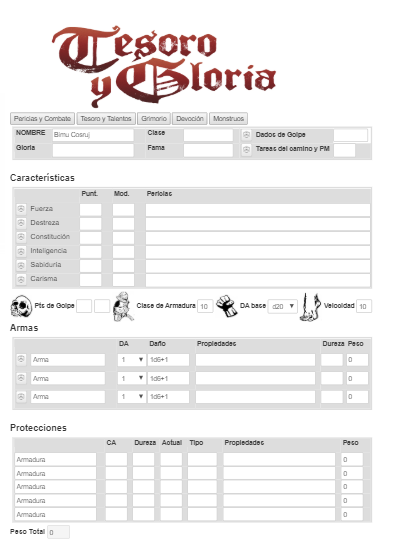 Tesoro
y Gloria
Pericias y Combate Tesoro y Talentos Grimorio Devoción Monstruos
NOMBRE Bimu Cosruj Clase Dados de Golpe
Gloria Fama Tareas del camino y PM
Características
Punt. Mod. Pericias
Fuerza
Destreza
Constitución
Inteligencia
Sabiduría
Carisma
Pts de Golpe Clase de Armadura 10 DA base d20 Velocidad 10
Armas
DA Daño Propiedades Dureza Peso
Arma 1 1d6+1 0
Arma 1 1d6+1 0
Arma 1 1d6+1 0
Protecciones
CA Dureza Actual Tipo Propiedades Peso
Armadura 0
Armadura 0
Armadura 0
Armadura 0
Armadura 0
Peso Total 0